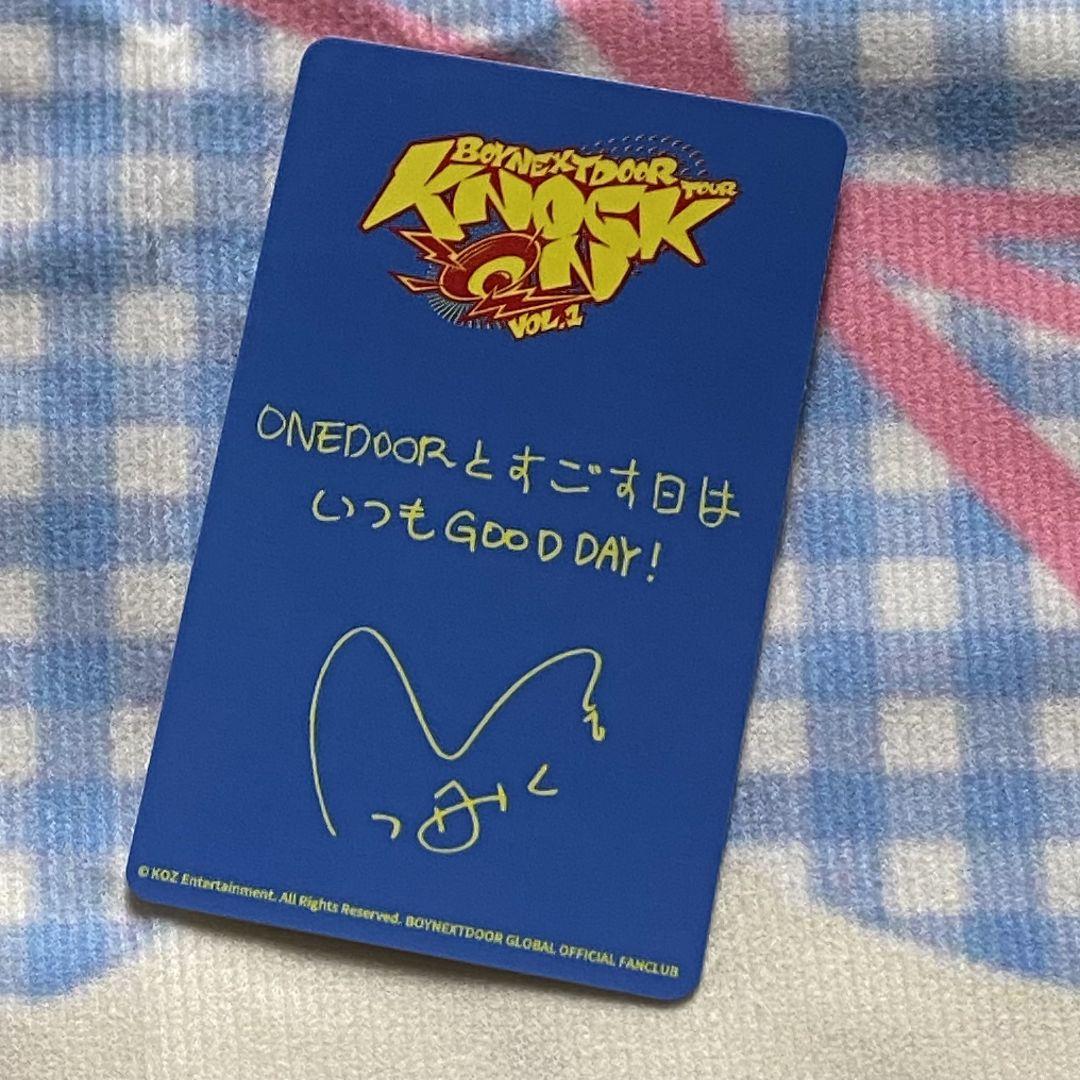 BOYNEXTDOOR
TOUR
KNOCK
ON
VOL.1
ONEDOORとすごす日は
いつもGOOD DAY!
© KOZ Entertainment. All Rights Reserved. BOYNEXTDOOR GLOBAL OFFICIAL FANCLUB